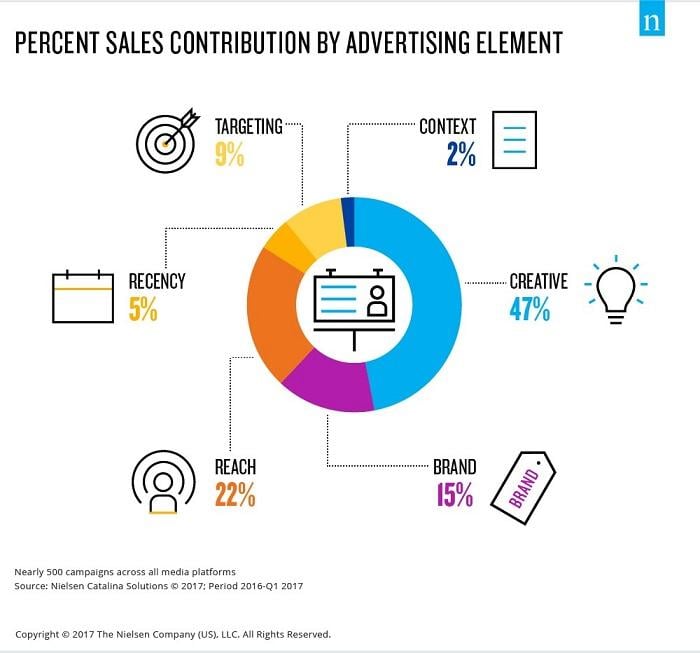 n
PERCENT SALES CONTRIBUTION BY ADVERTISING ELEMENT
TARGETING
9%
CONTEXT
2%
RECENCY
5%
CREATIVE
47%
REACH
22%
BRAND
15%
BRAND
Nearly 500 campaigns across all media platforms
Source: Nielsen Catalina Solutions © 2017; Period 2016-Q1 2017
Copyright © 2017 The Nielsen Company (US), LLC. All Rights Reserved.